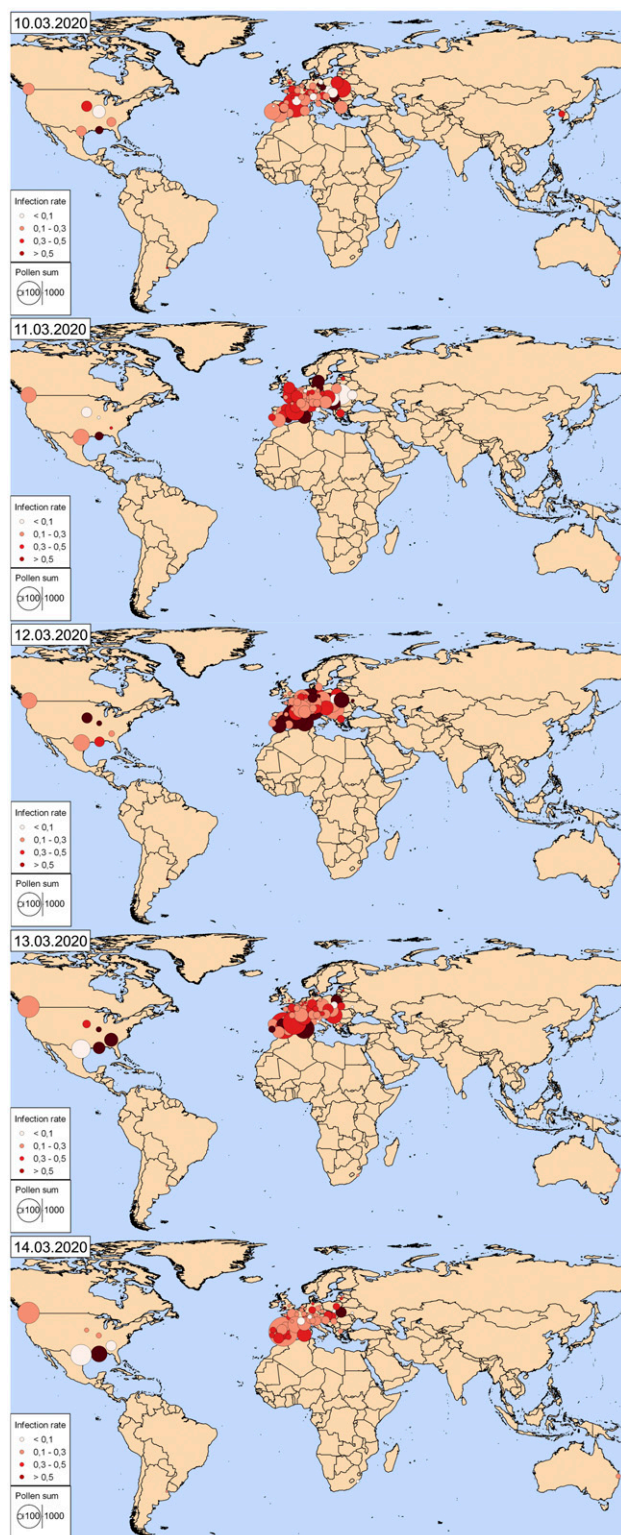 10.03.2020
Infection rate
< 0,1
0,1 - 0,3
0,3 - 0,5
> 0,5
Pollen sum
100 1000
11.03.2020
Infection rate
< 0,1
0,1 - 0,3
0,3 - 0,5
> 0,5
Pollen sum
100 1000
12.03.2020
Infection rate
< 0,1
0,1 - 0,3
0,3 - 0,5
> 0,5
Pollen sum
100 1000
13.03.2020
Infection rate
< 0,1
0,1 - 0,3
0,3 - 0,5
> 0,5
Pollen sum
100 1000
14.03.2020
Infection rate
< 0,1
0,1 - 0,3
0,3 - 0,5
> 0,5
Pollen sum
100 1000